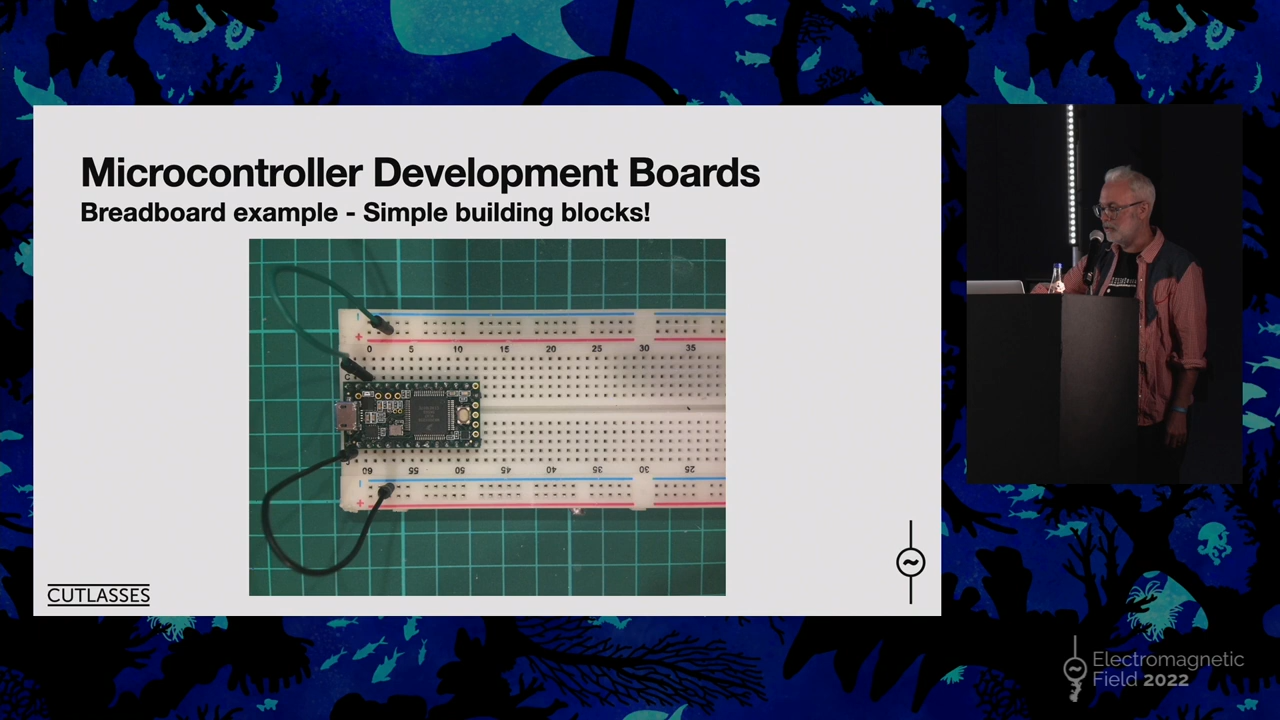 Microcontroller Development Boards
Breadboard example - Simple building blocks!
0 5 10 15 20 25 30 35
60 55 50 45 40 35 30 25
CUTLASSES
Electromagnetic
Field 2022